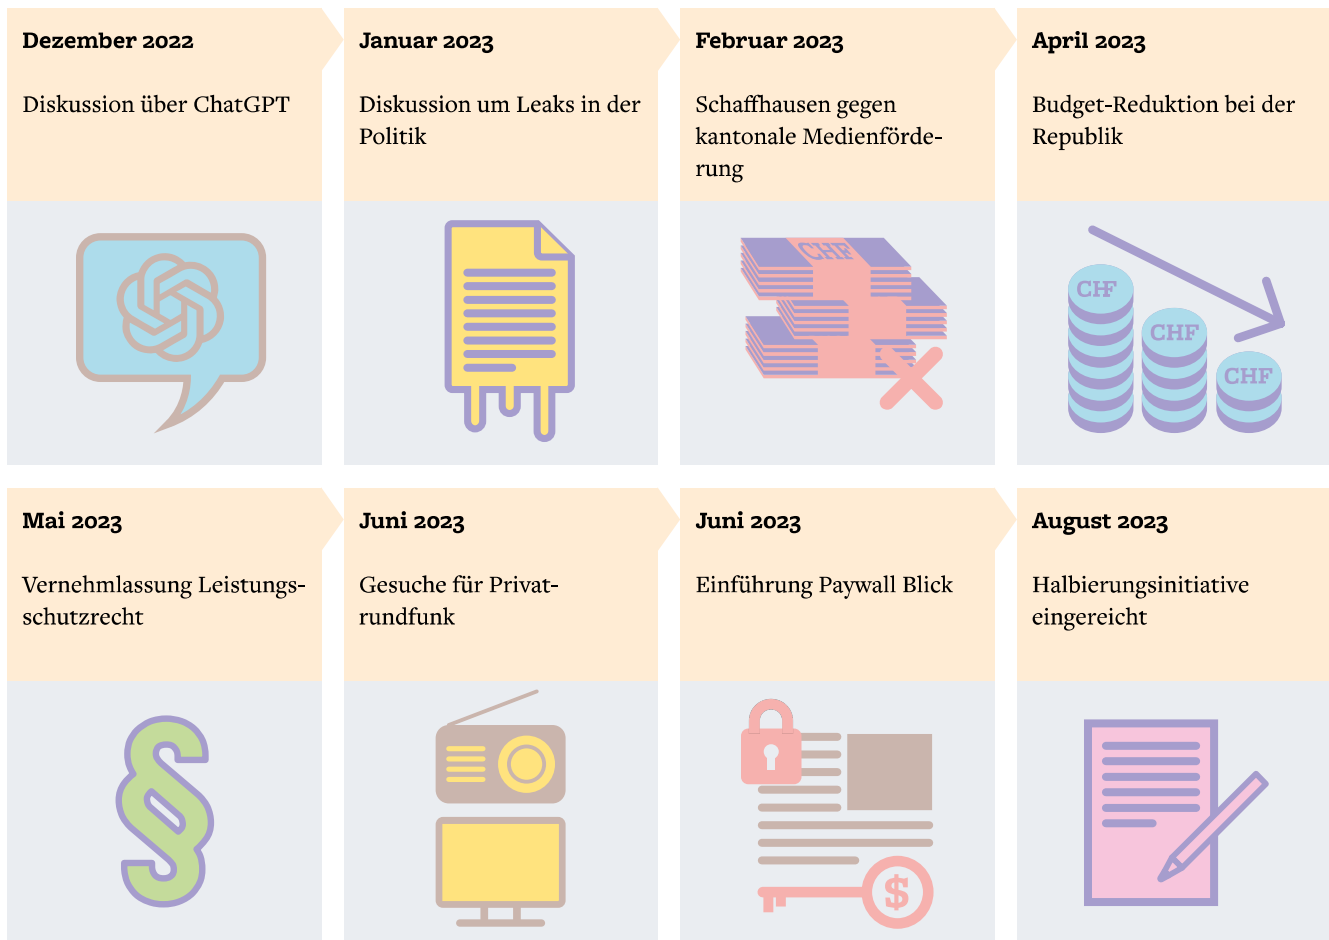 Dezember 2022
Diskussion über ChatGPT
Januar 2023
Diskussion um Leaks in der
Politik
CHF
Februar 2023
Schaffhausen gegen
kantonale Medienförde-
rung
April 2023
Budget-Reduktion bei der
Republik
CHF
CHF
CHF
Mai 2023
Vernehmlassung Leistungs-
schutzrecht
§
Juni 2023
Gesuche für Privat-
rundfunk
Juni 2023
Einführung Paywall Blick
$
August 2023
Halbierungsinitiative
eingereicht